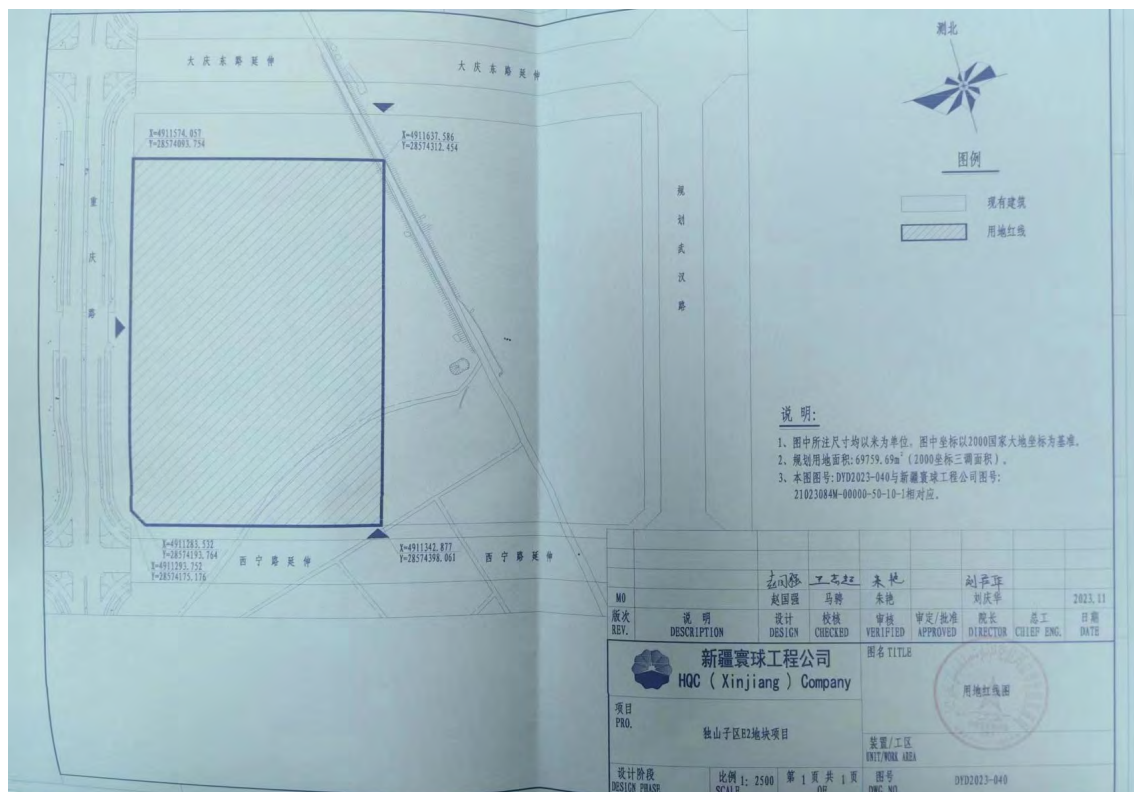 大庆东路延伸
大庆东路延伸
测北
X=4911574.057
Y=28574093.754
X=4911637.586
Y=28574312.454
图例
现有建筑
用地红线
重庆路
规划武汉路
说 明:
1、图中所注尺寸均以米为单位，图中坐标以2000国家大地坐标为基准。
2、规划用地面积:69759.69m²(2000坐标三调面积)。
3、本图图号:DYD2023-040与新疆寰球工程公司图号:
21023084M-00000-50-10-1相对应。
X=4911283.532
Y=28574193.764
X=4911293.752
Y=28574175.176
西宁路延伸
X=4911342.877
Y=28574398.061
西宁路延伸
M0 赵国强 马骋 朱艳 刘庆华 2023.11
版次 说 明 设计 校核 审核 审定/批准 院长 总工 日期
REV. DESCRIPTION DESIGN CHECKED VERIFIED APPROVED DIRECTOR CHIEF ENG. DATE
新疆寰球工程公司
HQC ( Xinjiang ) Company
图名 TITLE
用地红线图
项目
PRO.
独山子区E2地块项目
装置/工区
UNIT/WORK AREA
设计阶段 比例 1: 2500 第 1 页 共 1 页 图号 DYD2023-040
DESIGN PHASE SCALE OF DWG NO.